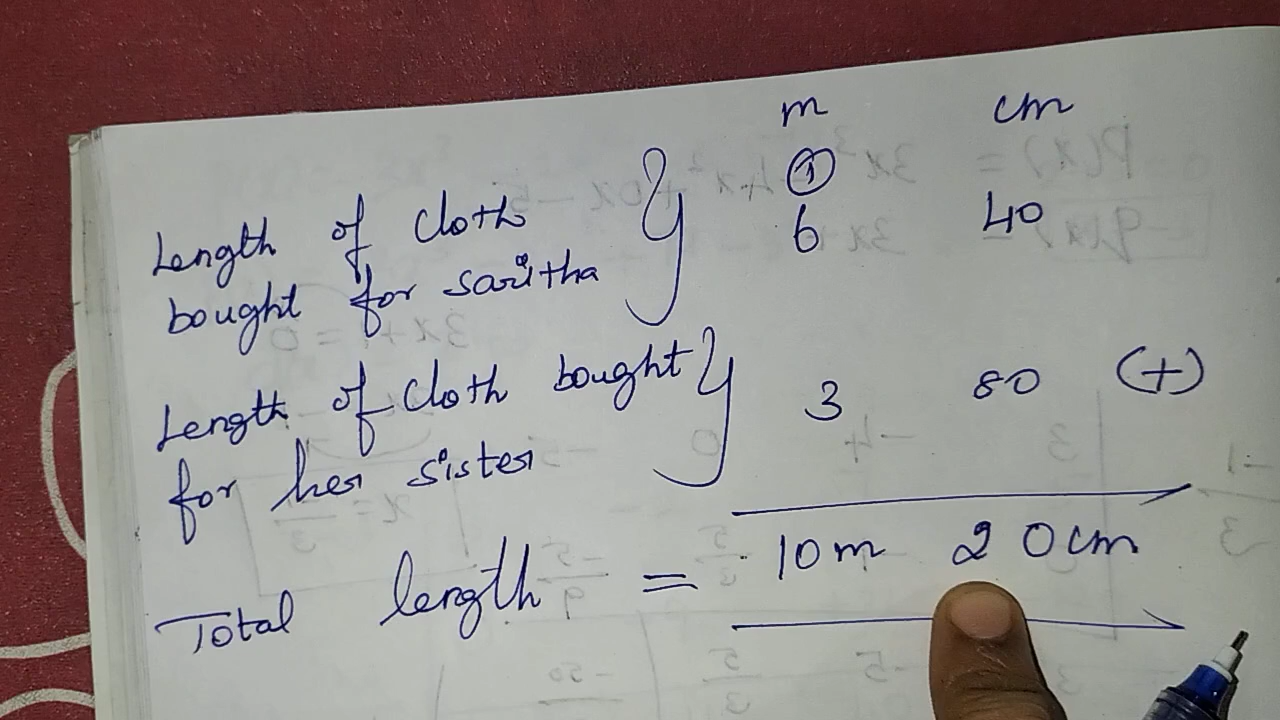 m cm
1
Length of cloth 6 40
bought for saritha
Length of cloth bought 3 80 (+)
for her sister
Total length = 10m 20cm